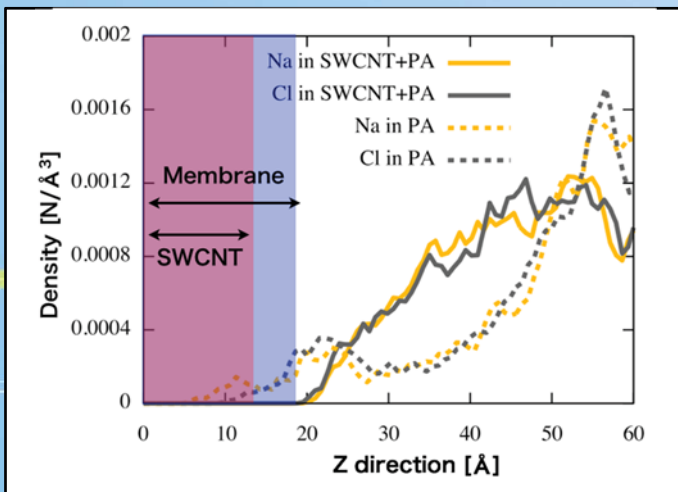 0.002
Na in SWCNT+PA
Cl in SWCNT+PA
0.0016
Na in PA
Cl in PA
Membrane
0.0012
SWCNT
0.0008
0.0004
0
Density [N/Å³]
0 10 20 30 40 50 60
Z direction [Å]